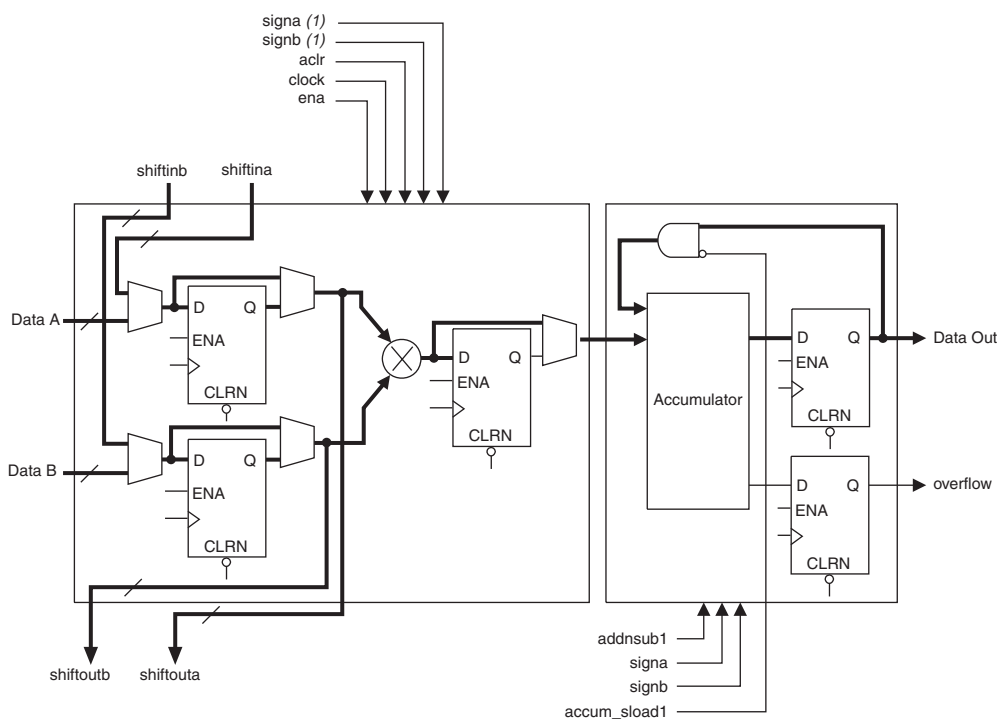 signa (1)
signb (1)
aclr
clock
ena
shiftinb
shiftina
Data A
D
Q
ENA
CLRN
D
Q
ENA
CLRN
Data B
D
Q
ENA
CLRN
Accumulator
D
Q
ENA
CLRN
Data Out
D
Q
ENA
CLRN
overflow
shiftoutb
shiftouta
addnsub1
signa
signb
accum_sload1